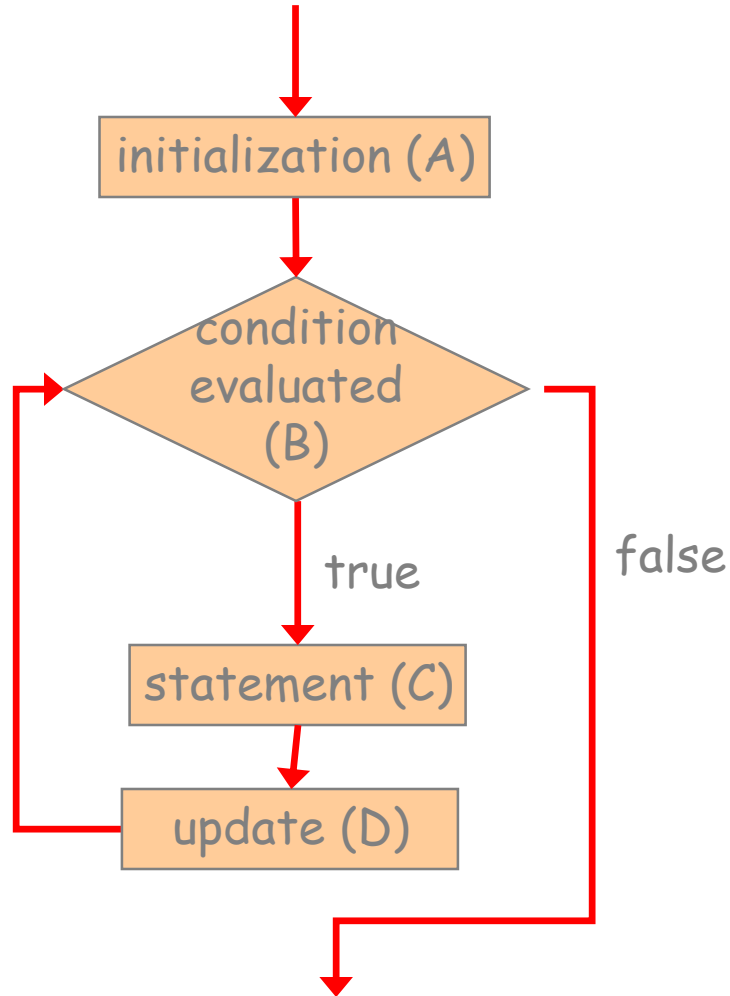 initialization (A)
condition
evaluated
(B)
true
false
statement (C)
update (D)